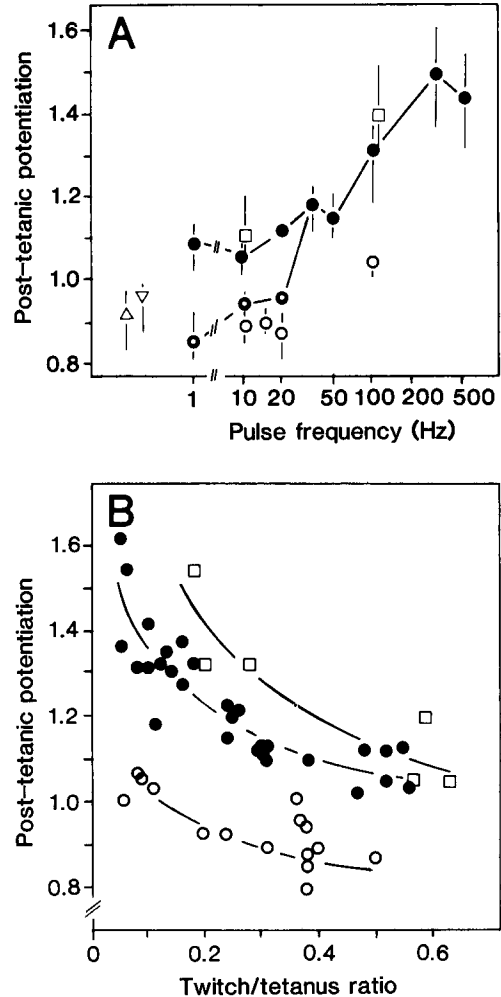 A
Post-tetanic potentiation
1.6
1.4
1.2
1.0
0.8
1 10 20 50 100 200 500
Pulse frequency (Hz)
B
Post-tetanic potentiation
1.6
1.4
1.2
1.0
0.8
0 0.2 0.4 0.6
Twitch/tetanus ratio